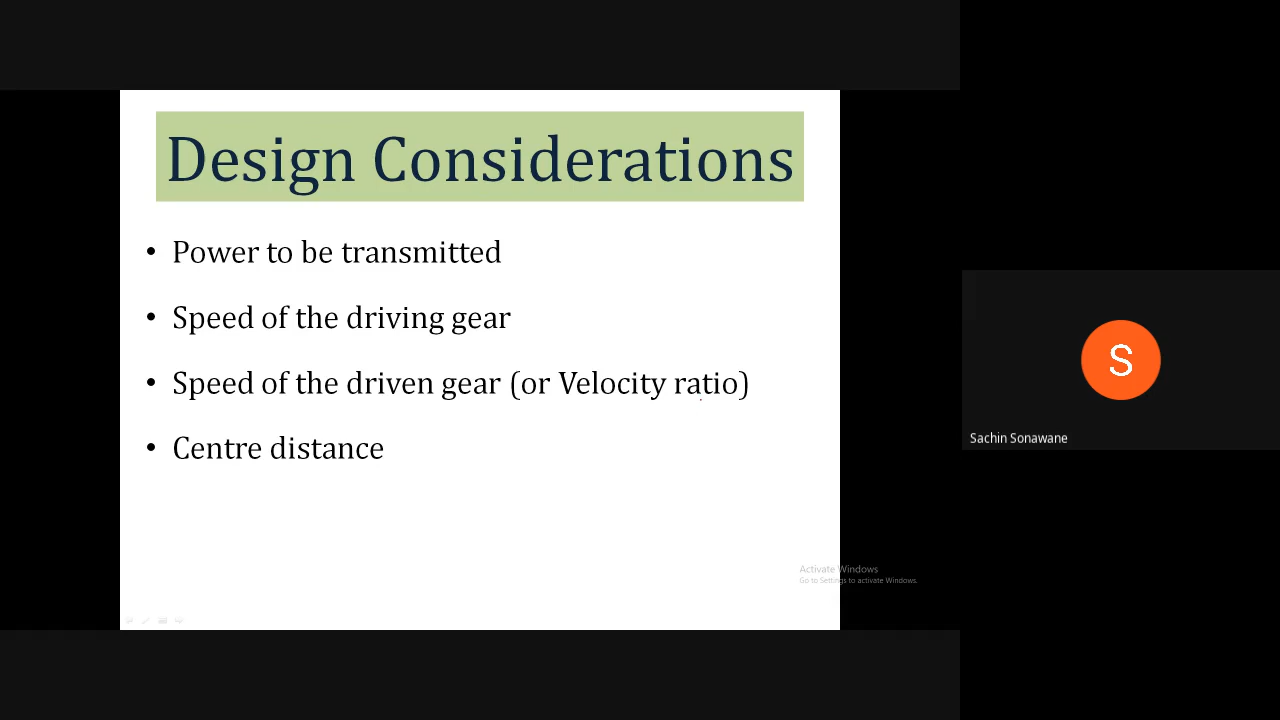 Design Considerations
• Power to be transmitted
• Speed of the driving gear
• Speed of the driven gear (or Velocity ratio)
• Centre distance
S
Sachin Sonawane
Activate Windows
Go to Settings to activate Windows.